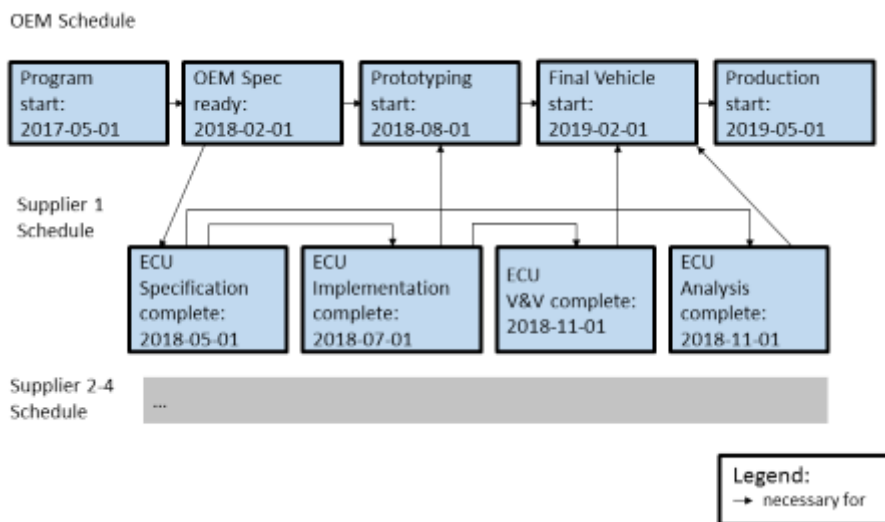 OEM Schedule
Program
start:
2017-05-01
OEM Spec
ready:
2018-02-01
Prototyping
start:
2018-08-01
Final Vehicle
start:
2019-02-01
Production
start:
2019-05-01
Supplier 1
Schedule
ECU
Specification
complete:
2018-05-01
ECU
Implementation
complete:
2018-07-01
ECU
V&V complete:
2018-11-01
ECU
Analysis
complete:
2018-11-01
Supplier 2-4
Schedule
...
Legend:
necessary for